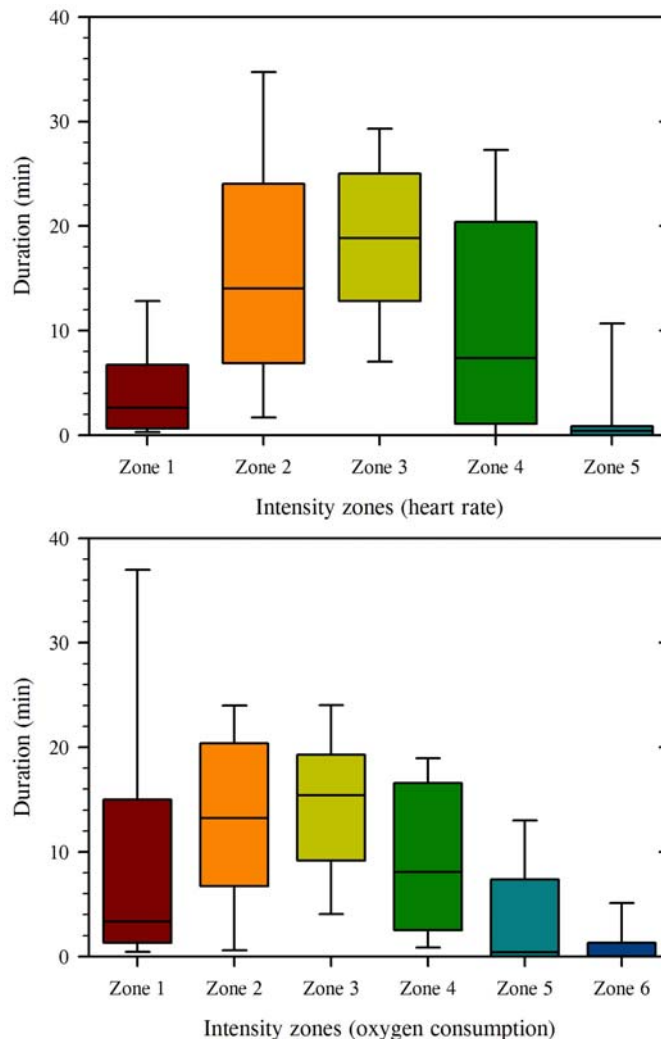 40
30
20
10
0
Duration (min)
Zone 1 Zone 2 Zone 3 Zone 4 Zone 5
Intensity zones (heart rate)
40
30
20
10
0
Duration (min)
Zone 1 Zone 2 Zone 3 Zone 4 Zone 5 Zone 6
Intensity zones (oxygen consumption)